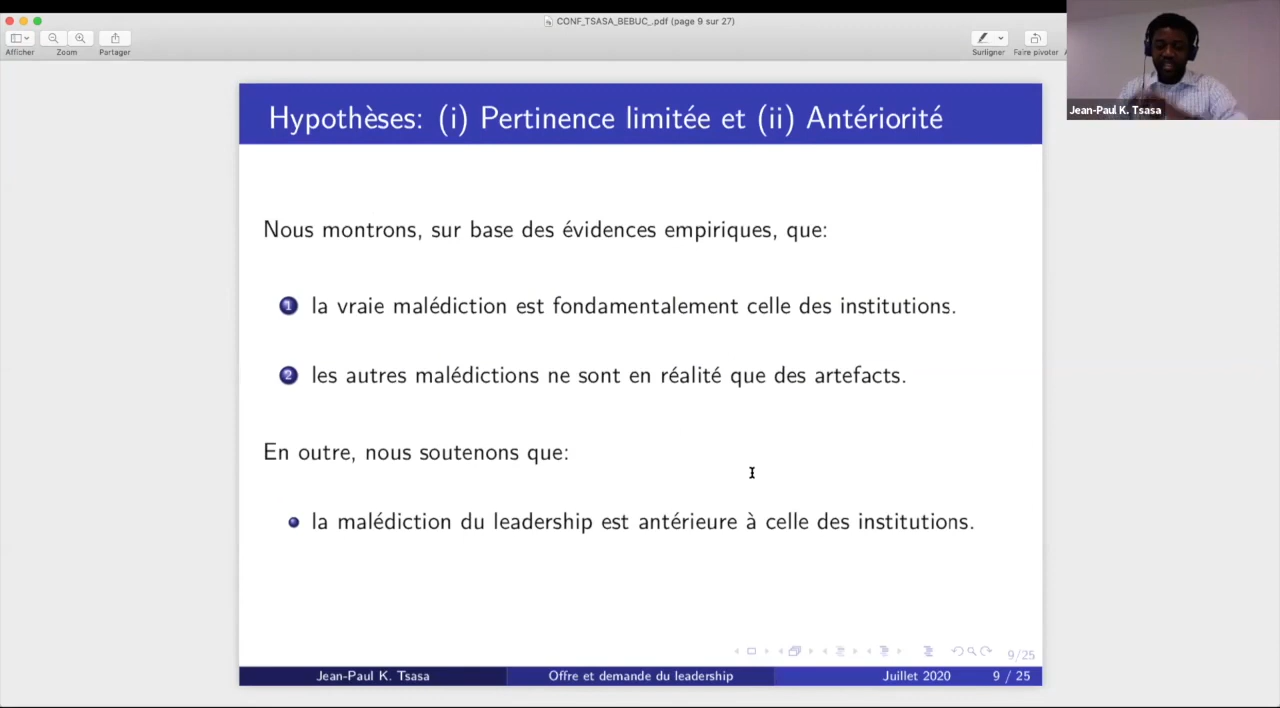 CONF_TSASA_BEBUC_.pdf (page 9 sur 27)
Afficher Zoom Partager Surligner Faire pivoter
Jean-Paul K. Tsasa
Hypothèses: (i) Pertinence limitée et (ii) Antériorité
Nous montrons, sur base des évidences empiriques, que:
1 la vraie malédiction est fondamentalement celle des institutions.
2 les autres malédictions ne sont en réalité que des artefacts.
En outre, nous soutenons que:
la malédiction du leadership est antérieure à celle des institutions.
9/25
Jean-Paul K. Tsasa Offre et demande du leadership Juillet 2020 9 / 25